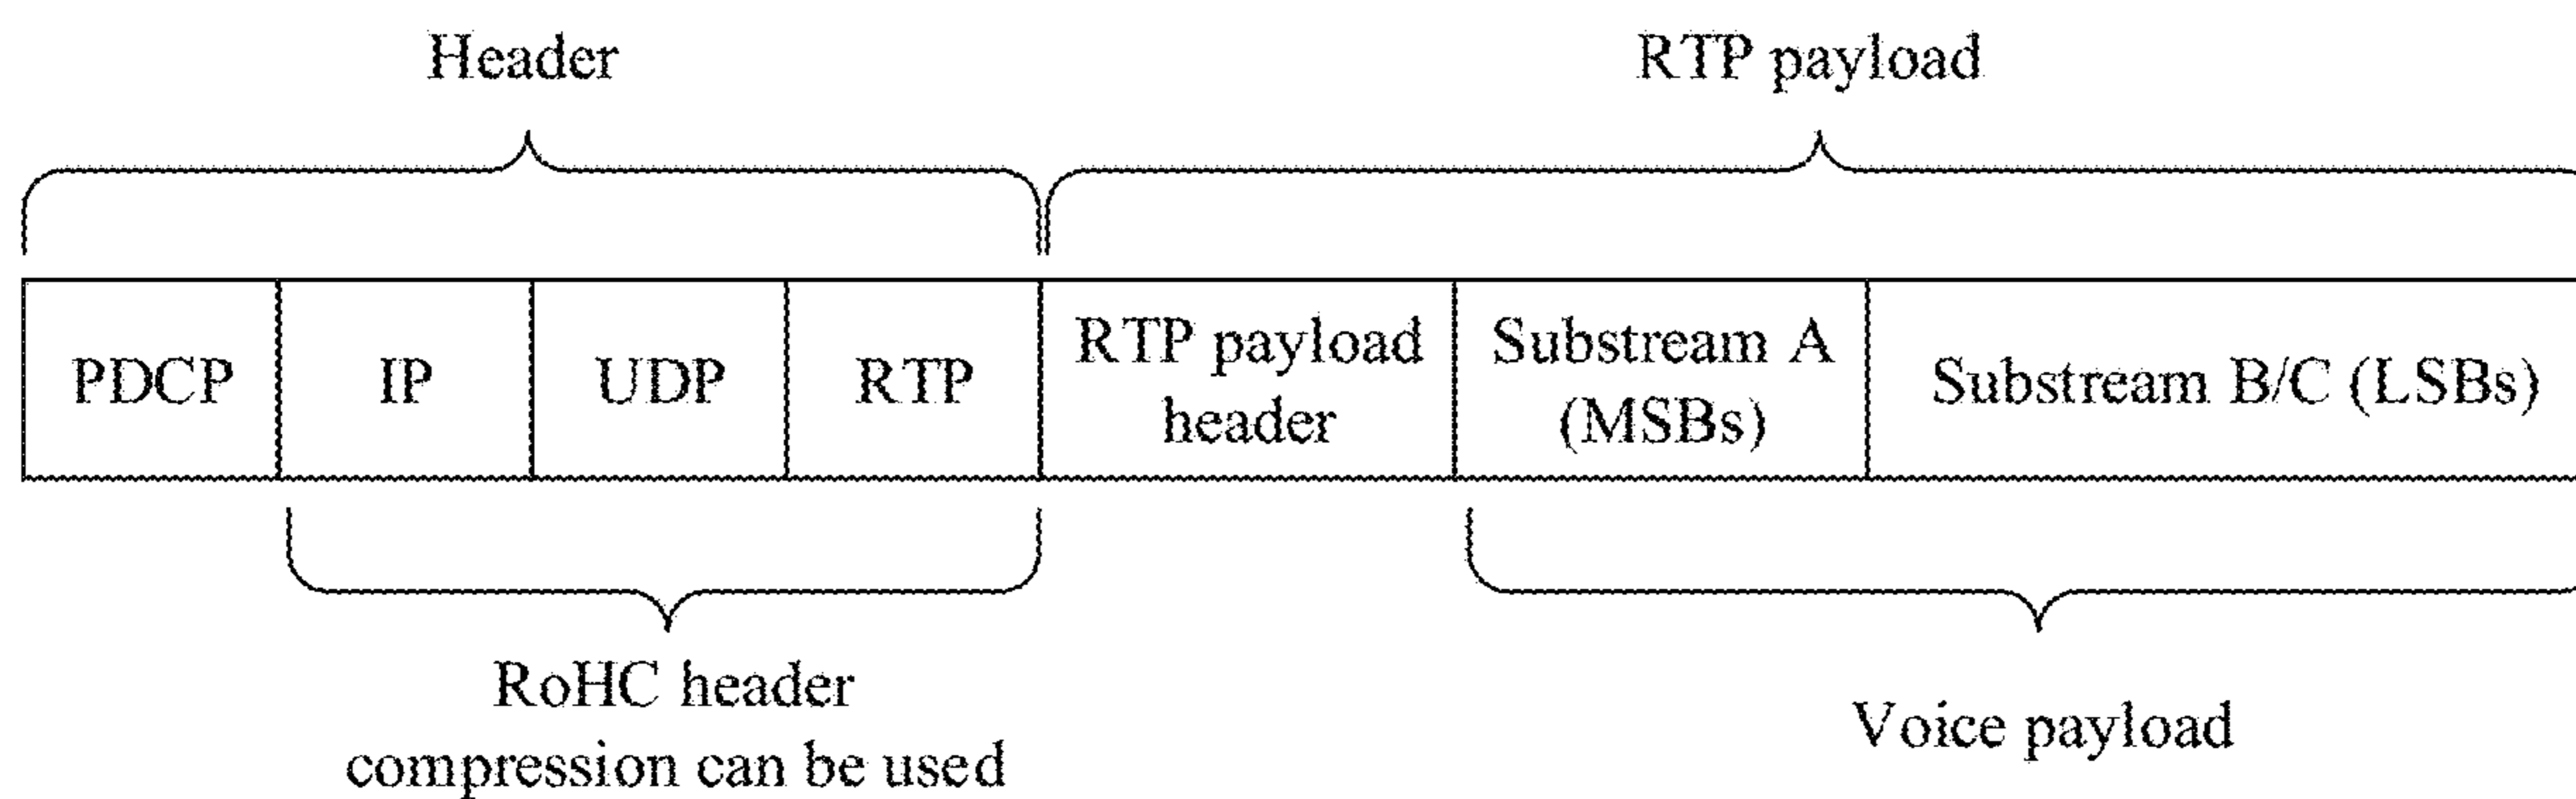 Header
RTP payload
PDCP
IP
UDP
RTP
RTP payload
header
Substream A
(MSBs)
Substream B/C (LSBs)
RoHC header
compression can be used
Voice payload